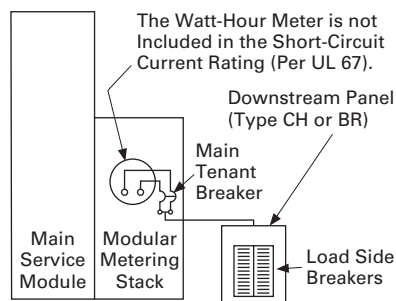 The Watt-Hour Meter is not
Included in the Short-Circuit
Current Rating (Per UL 67).
Downstream Panel
(Type CH or BR)
Main
Tenant
Breaker
Main
Service
Module
Modular
Metering
Stack
Load Side
Breakers